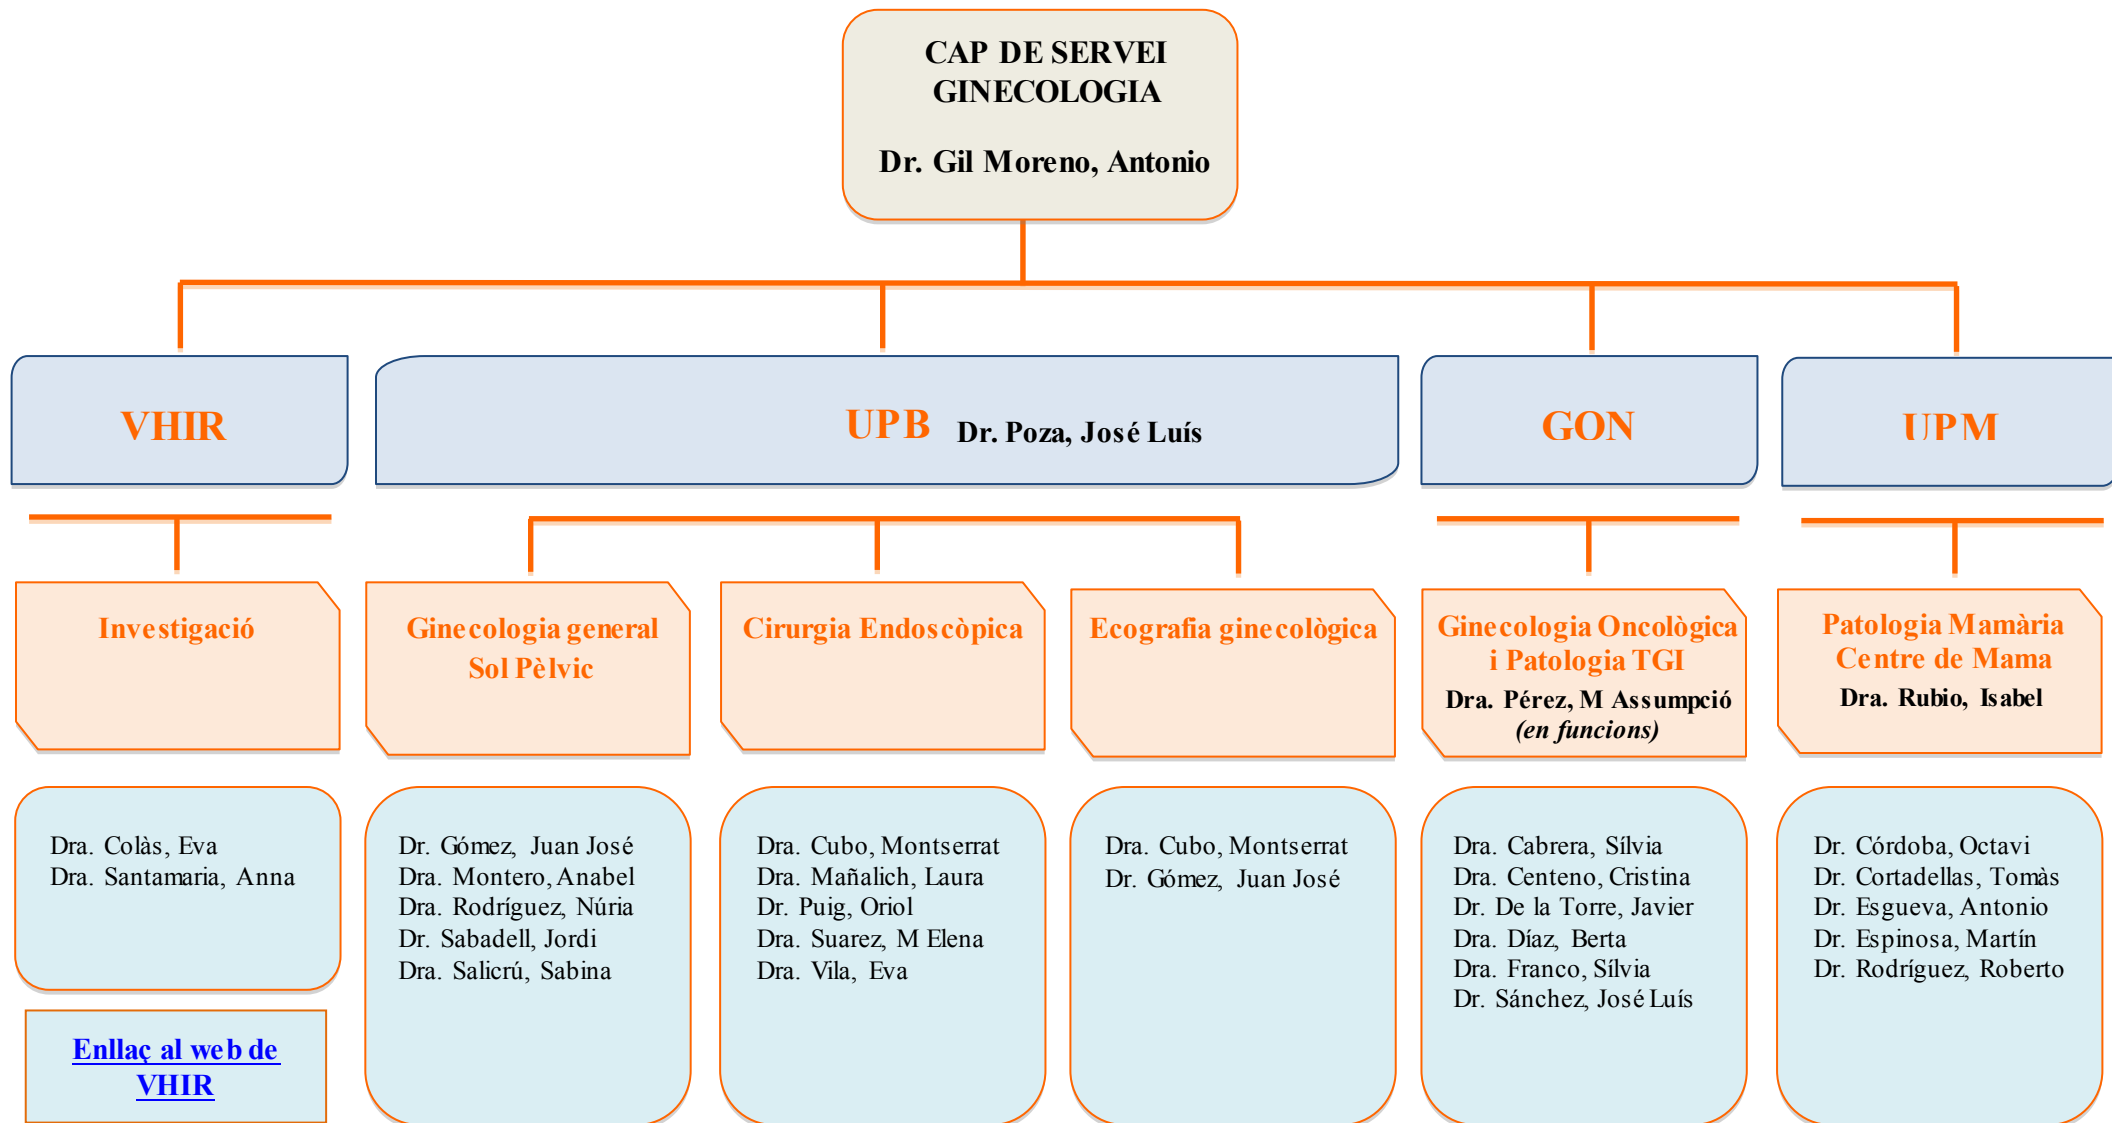 CAP DE SERVEI
GINECOLOGIA
Dr. Gil Moreno, Antonio
VHIR
UPB Dr. Poza, José Luís
GON
UPM
Investigació
Ginecologia general
Sol Pèlvic
Cirurgia Endoscòpica
Ecografia ginecològica
Ginecologia Oncològica
i Patologia TGI
Dra. Pérez, M Assumpció
(en funcions)
Patologia Mamària
Centre de Mama
Dra. Rubio, Isabel
Dra. Colàs, Eva
Dra. Santamaria, Anna
Enllaç al web de
VHIR
Dr. Gómez, Juan José
Dra. Montero, Anabel
Dra. Rodríguez, Núria
Dr. Sabadell, Jordi
Dra. Salicrú, Sabina
Dra. Cubo, Montserrat
Dra. Mañalich, Laura
Dr. Puig, Oriol
Dra. Suarez, M Elena
Dra. Vila, Eva
Dra. Cubo, Montserrat
Dr. Gómez, Juan José
Dra. Cabrera, Sílvia
Dra. Centeno, Cristina
Dr. De la Torre, Javier
Dra. Díaz, Berta
Dra. Franco, Sílvia
Dr. Sánchez, José Luís
Dr. Córdoba, Octavi
Dr. Cortadellas, Tomàs
Dr. Esgueva, Antonio
Dr. Espinosa, Martín
Dr. Rodríguez, Roberto